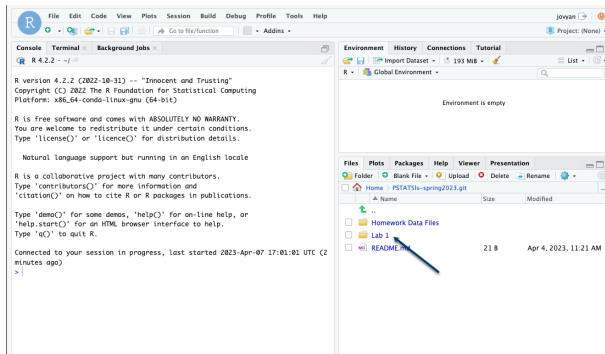 File Edit Code View Plots Session Build Debug Profile Tools Help
jovyan
R
Go to file/function
Addins
Project: (None)
Console Terminal Background Jobs
R 4.2.2 · ~/
R version 4.2.2 (2022-10-31) -- "Innocent and Trusting"
Copyright (C) 2022 The R Foundation for Statistical Computing
Platform: x86_64-conda-linux-gnu (64-bit)
R is free software and comes with ABSOLUTELY NO WARRANTY.
You are welcome to redistribute it under certain conditions.
Type 'license()' or 'licence()' for distribution details.
Natural language support but running in an English locale
R is a collaborative project with many contributors.
Type 'contributors()' for more information and
'citation()' on how to cite R or R packages in publications.
Type 'demo()' for some demos, 'help()' for on-line help, or
'help.start()' for an HTML browser interface to help.
Type 'q()' to quit R.
Connected to your session in progress, last started 2023-Apr-07 17:01:01 UTC (2
minutes ago)
>
Environment History Connections Tutorial
Import Dataset 193 MiB List
R Global Environment
Environment is empty
Files Plots Packages Help Viewer Presentation
Folder Blank File Upload Delete Rename
Home PSTAT5ls-spring2023.git
Name Size Modified
..
Homework Data Files
Lab 1
README.md 21 B Apr 4, 2023, 11:21 AM